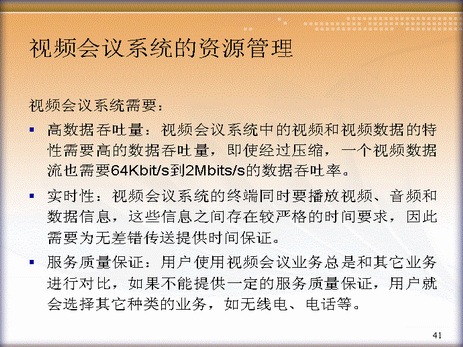 视频会议系统的资源管理
视频会议系统需要：
▪ 高数据吞吐量：视频会议系统中的视频和视频数据的特
性需要高的数据吞吐量，即使经过压缩，一个视频数据
流也需要64Kbit/s到2Mbits/s的数据吞吐率。
▪ 实时性：视频会议系统的终端同时要播放视频、音频和
数据信息，这些信息之间存在较严格的时间要求，因此
需要为无差错传送提供时间保证。
▪ 服务质量保证：用户使用视频会议业务总是和其它业务
进行对比，如果不能提供一定的服务质量保证，用户就
会选择其它种类的业务，如无线电、电话等。
41